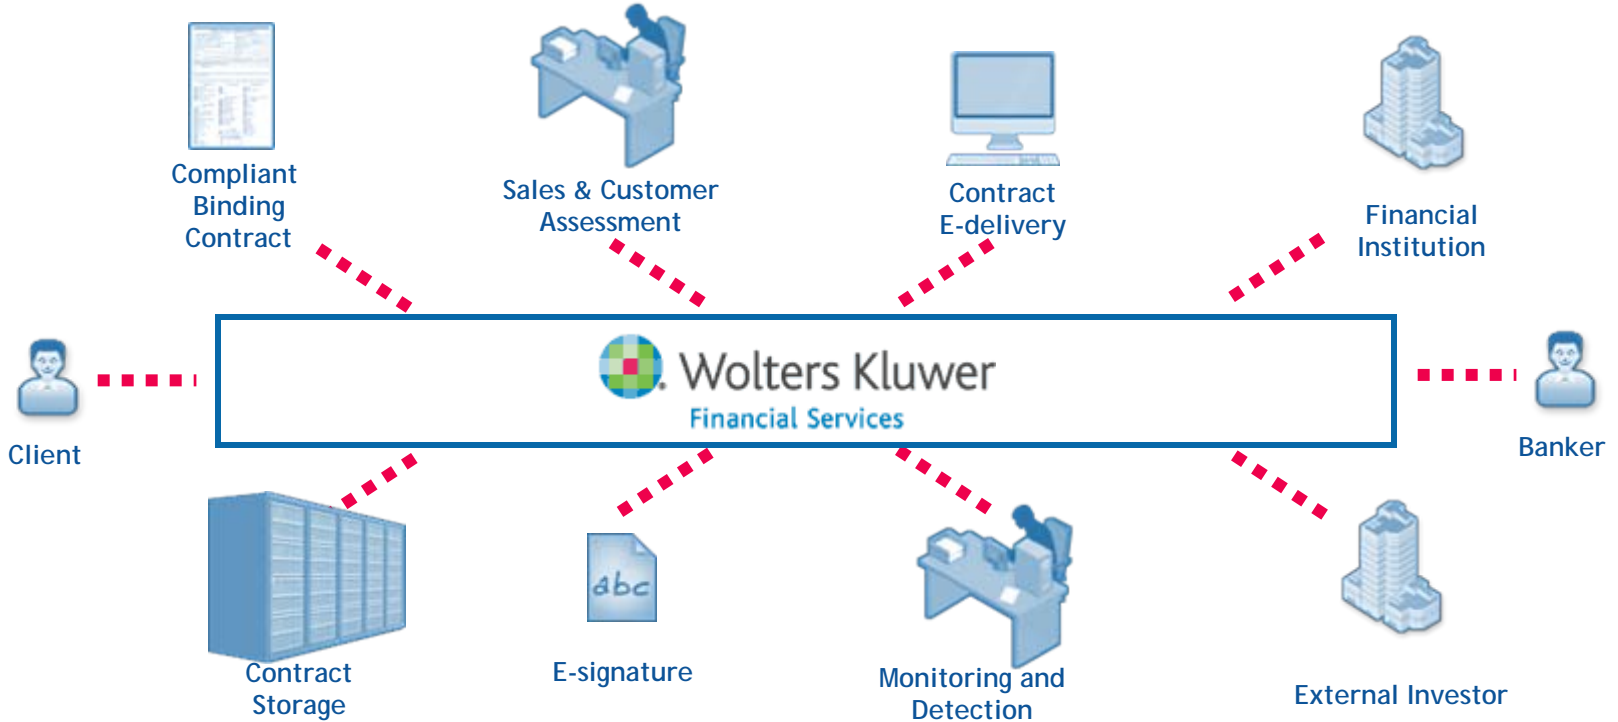 Compliant
Binding
Contract
Sales & Customer
Assessment
Contract
E-delivery
Financial
Institution
Client
Wolters Kluwer
Financial Services
Banker
Contract
Storage
abc
E-signature
Monitoring and
Detection
External Investor